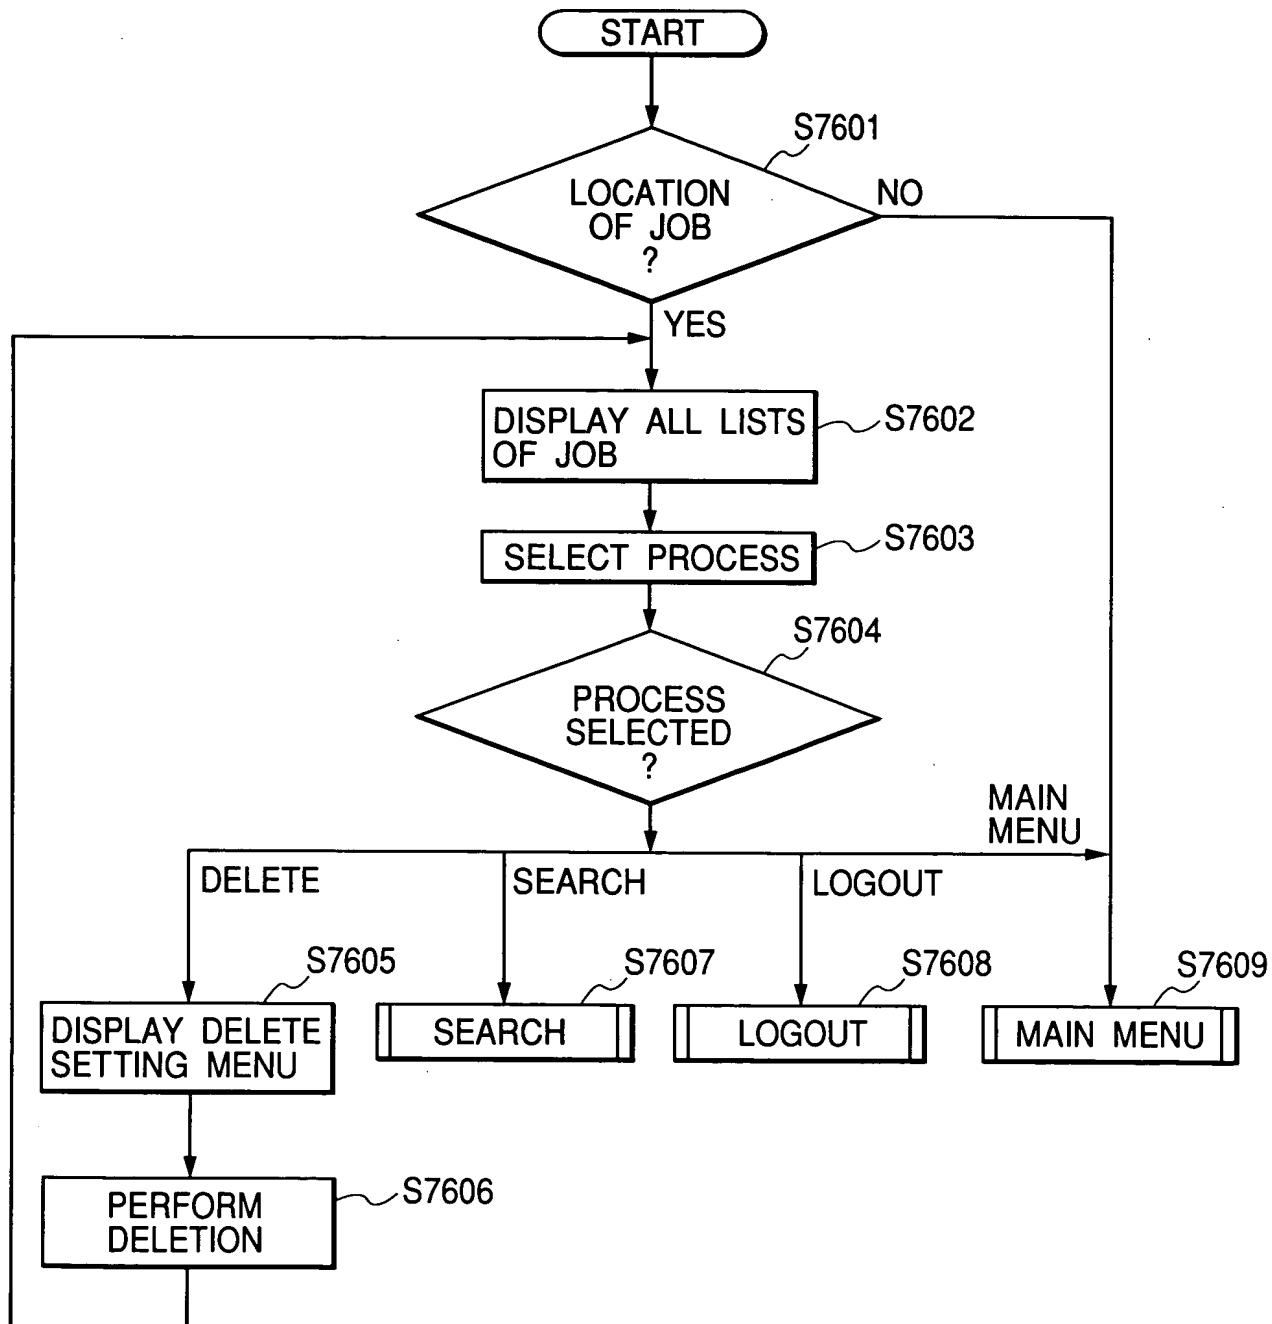 START
S7601
LOCATION
OF JOB
?
NO
YES
DISPLAY ALL LISTS
OF JOB
S7602
SELECT PROCESS
S7603
S7604
PROCESS
SELECTED
?
MAIN
MENU
DELETE
SEARCH
LOGOUT
S7605
S7607
S7608
S7609
DISPLAY DELETE
SETTING MENU
SEARCH
LOGOUT
MAIN MENU
PERFORM
DELETION
S7606